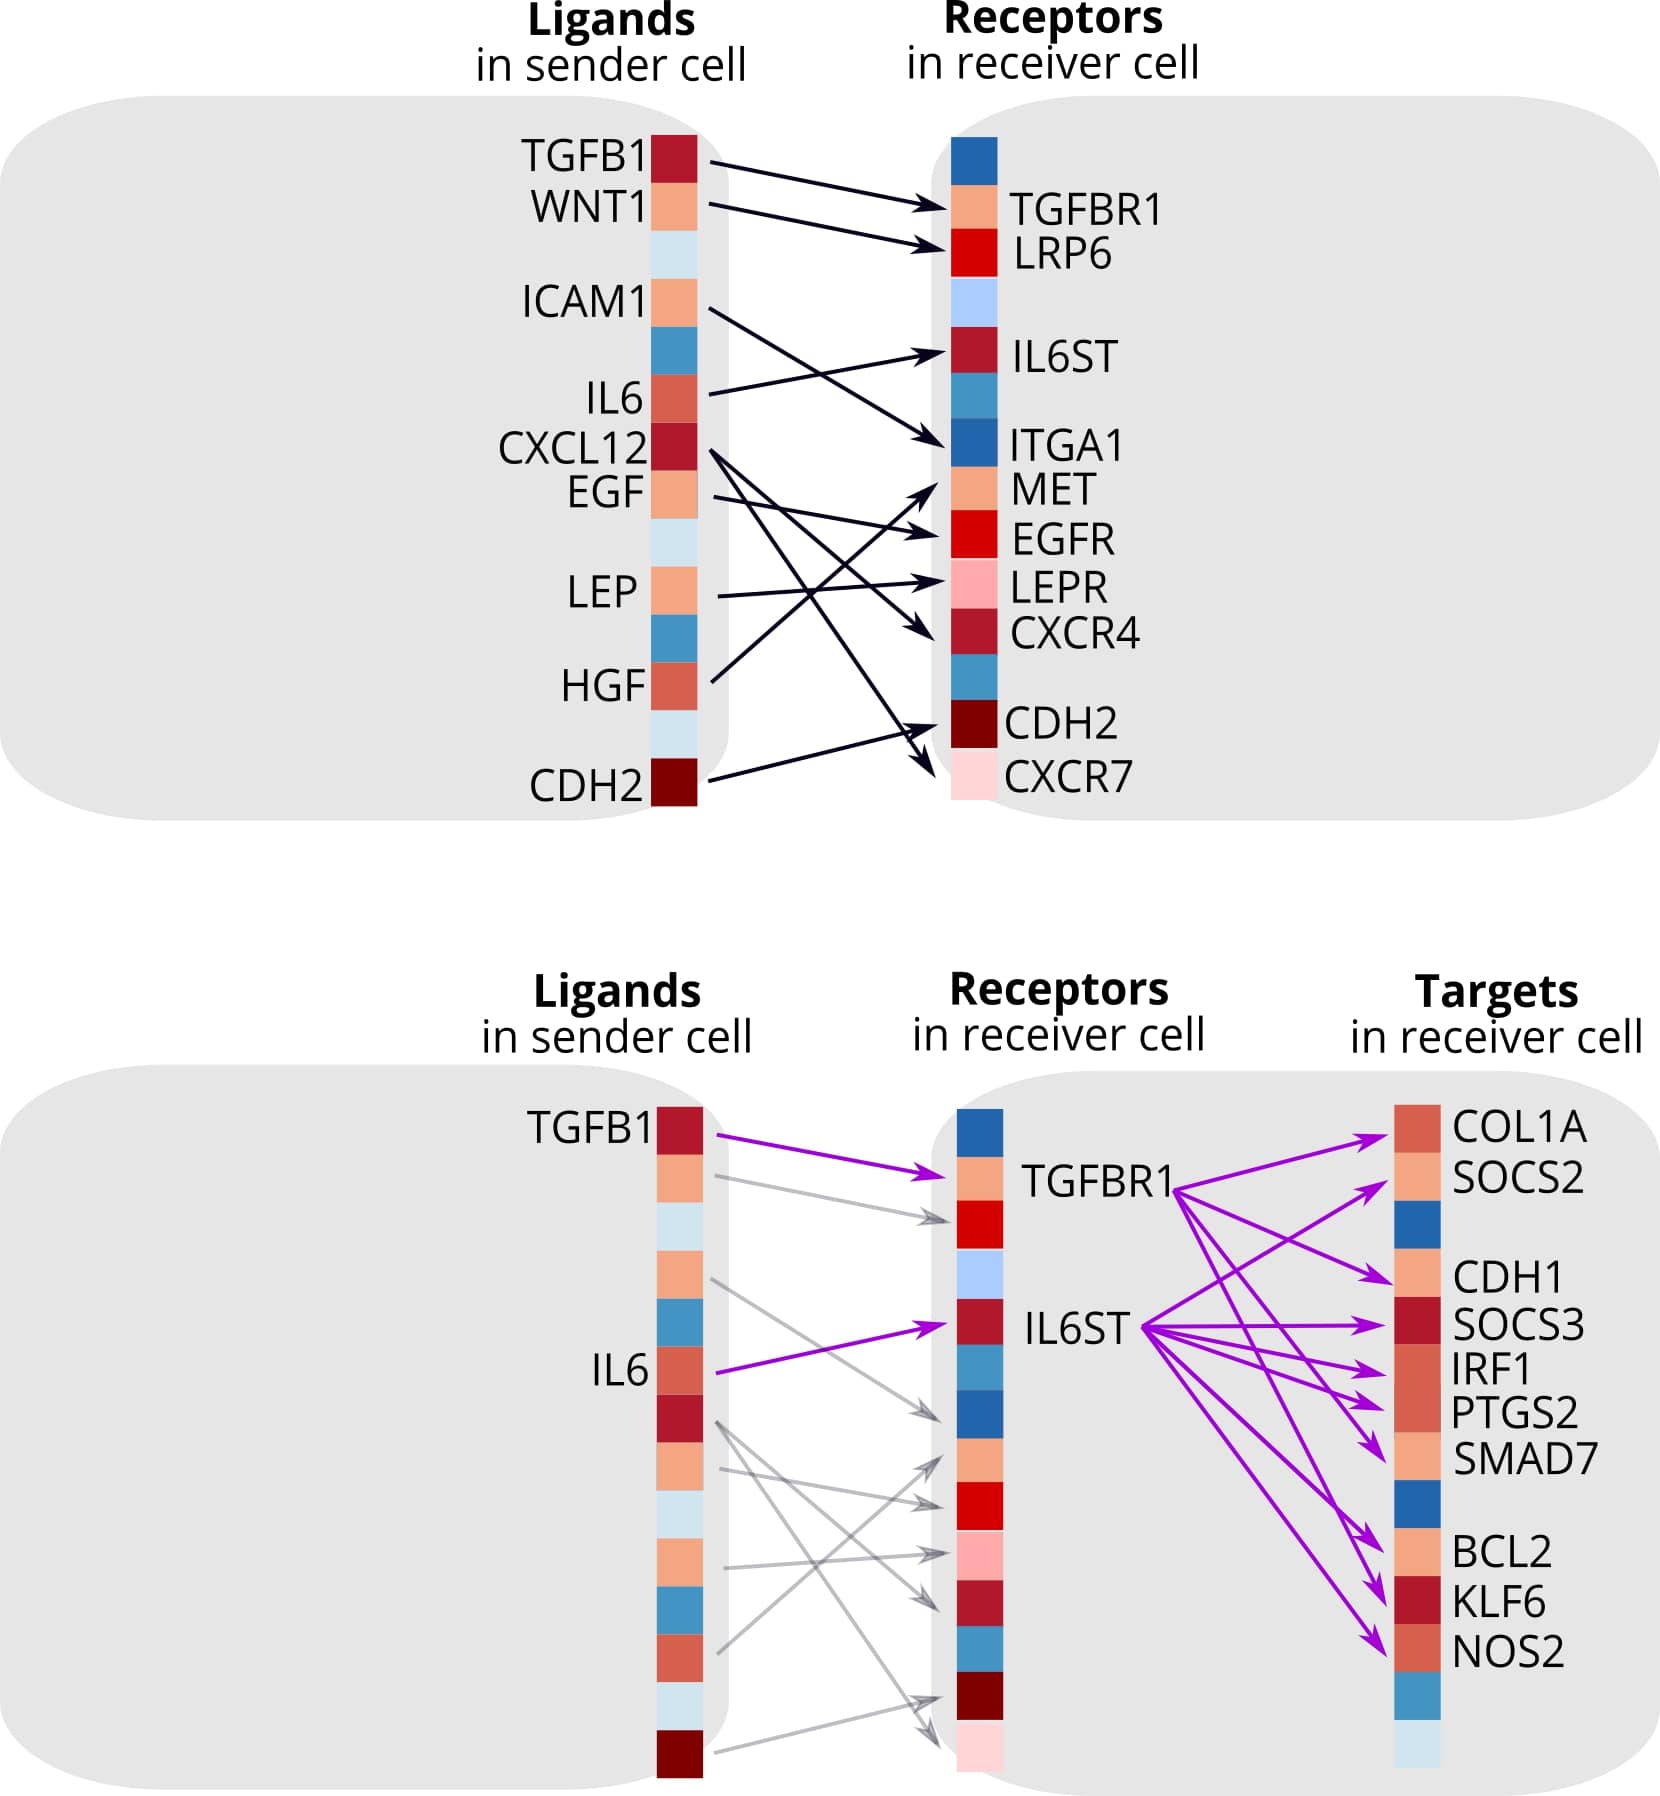 Ligands
in sender cell
Receptors
in receiver cell
TGFB1
WNT1
ICAM1
IL6
CXCL12
EGF
LEP
HGF
CDH2
TGFBR1
LRP6
IL6ST
ITGA1
MET
EGFR
LEPR
CXCR4
CDH2
CXCR7
Ligands
in sender cell
Receptors
in receiver cell
Targets
in receiver cell
TGFB1
IL6
TGFBR1
IL6ST
COL1A
SOCS2
CDH1
SOCS3
IRF1
PTGS2
SMAD7
BCL2
KLF6
NOS2